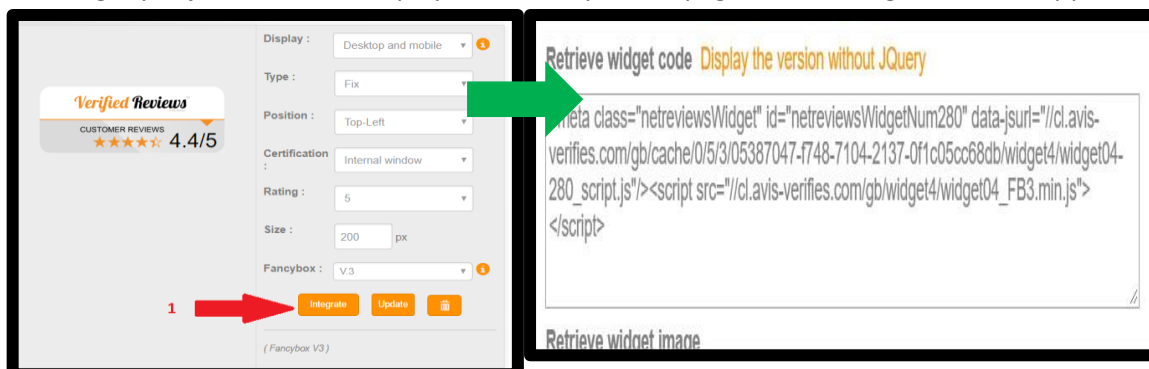 Verified Reviews
CUSTOMER REVIEWS
4.4/5
Display :
Desktop and mobile
Type :
Fix
Position :
Top-Left
Certification :
Internal window
Rating :
5
Size :
200 px
Fancybox :
V.3
1
Integrate Update
( Fancybox V3 )
Retrieve widget code Display the version without JQuery
meta class="netreviewsWidget" id="netreviewsWidgetNum280" data-jsurl="//cl.avis-
verifies.com/gb/cache/0/5/3/05387047-f748-7104-2137-0f1c05cc68db/widget4/widget04-
280_script.js"/><script src="//cl.avis-verifies.com/gb/widget4/widget04_FB3.min.js">
</script>
Retrieve widget image